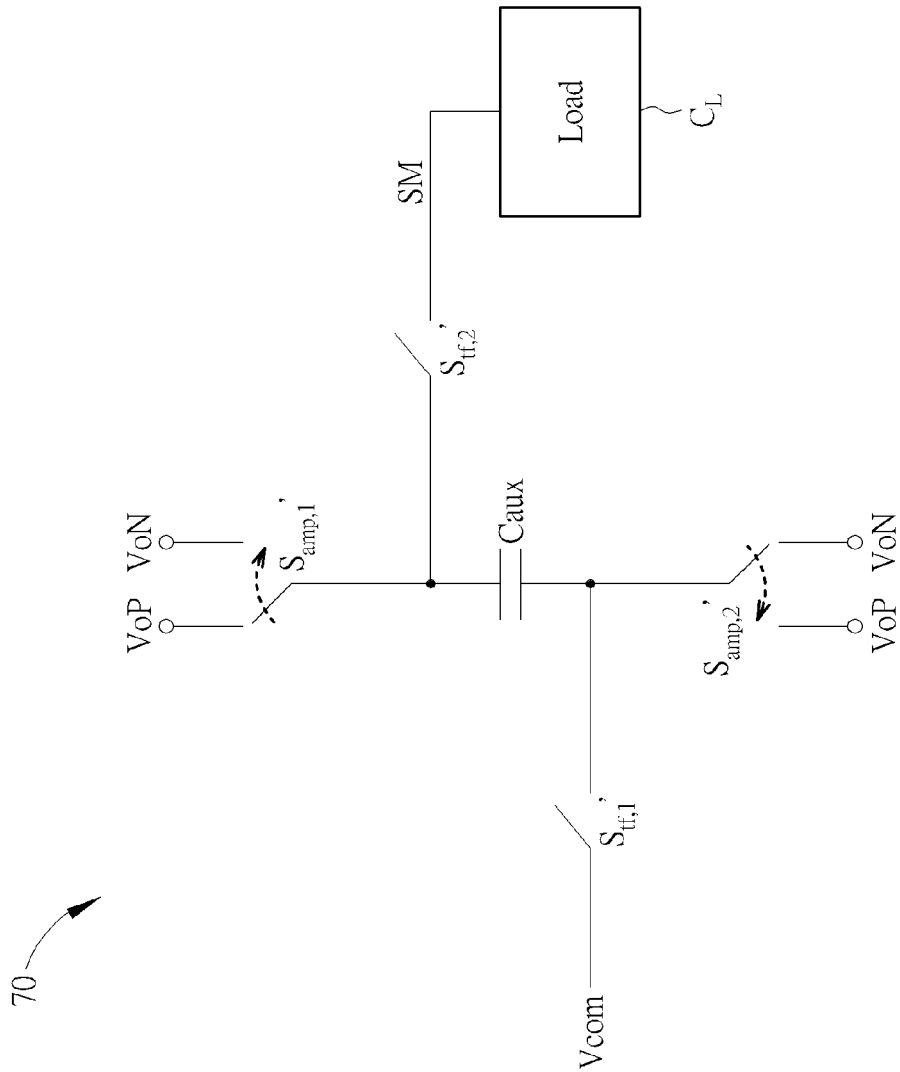 70
VoP
VoN
S_amp,1'
SM
S_tf,2'
Load
C_L
Caux
Vcom
S_tf,1'
S_amp,2'
VoP
VoN